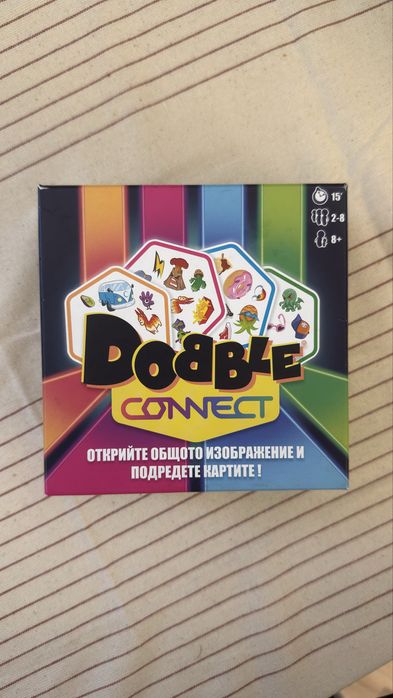 15'
2-8
8+
DOBBLE
CONNECT
ОТКРИЙТЕ ОБЩОТО ИЗОБРАЖЕНИЕ И
ПОДРЕДЕТЕ КАРТИТЕ !